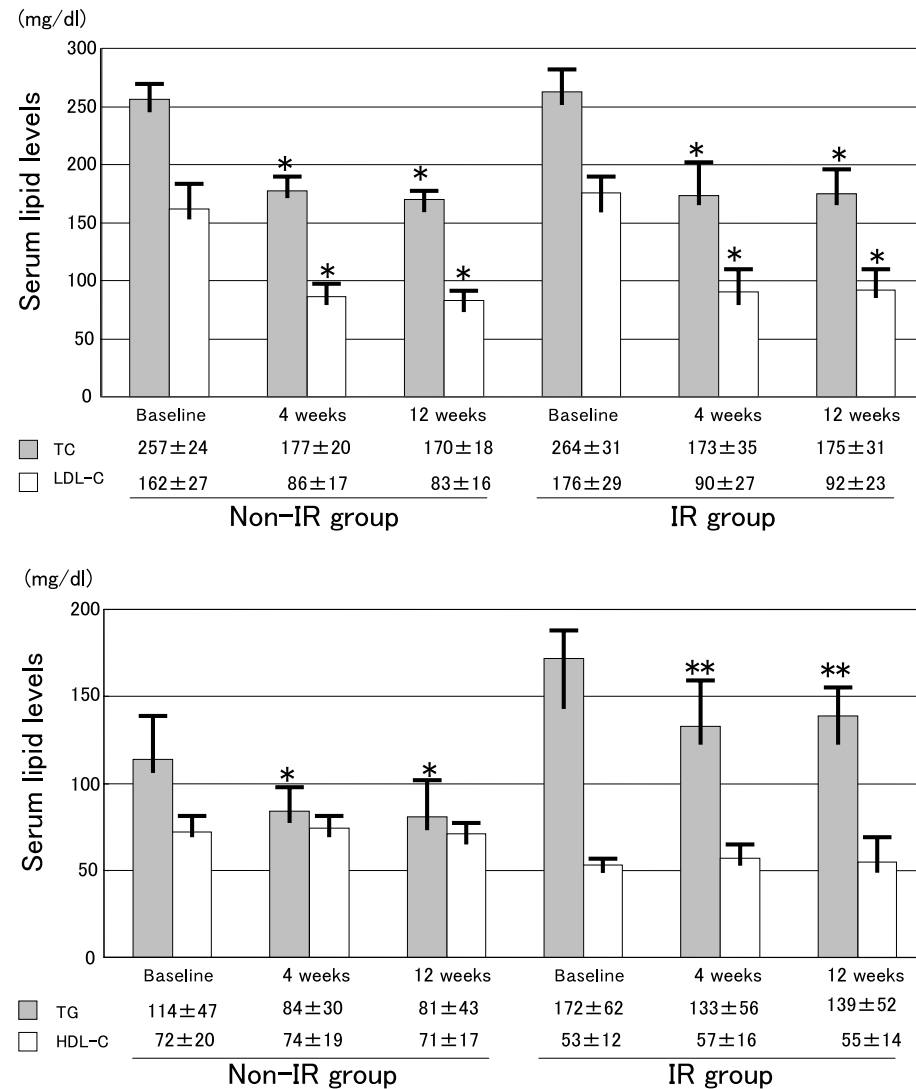 (mg/dl)
Serum lipid levels
300
250
200
150
100
50
0
* * * *
* * * *
Baseline 4 weeks 12 weeks Baseline 4 weeks 12 weeks
TC 257±24 177±20 170±18 264±31 173±35 175±31
LDL-C 162±27 86±17 83±16 176±29 90±27 92±23
Non-IR group IR group
(mg/dl)
Serum lipid levels
200
150
100
50
0
** **
* *
Baseline 4 weeks 12 weeks Baseline 4 weeks 12 weeks
TG 114±47 84±30 81±43 172±62 133±56 139±52
HDL-C 72±20 74±19 71±17 53±12 57±16 55±14
Non-IR group IR group